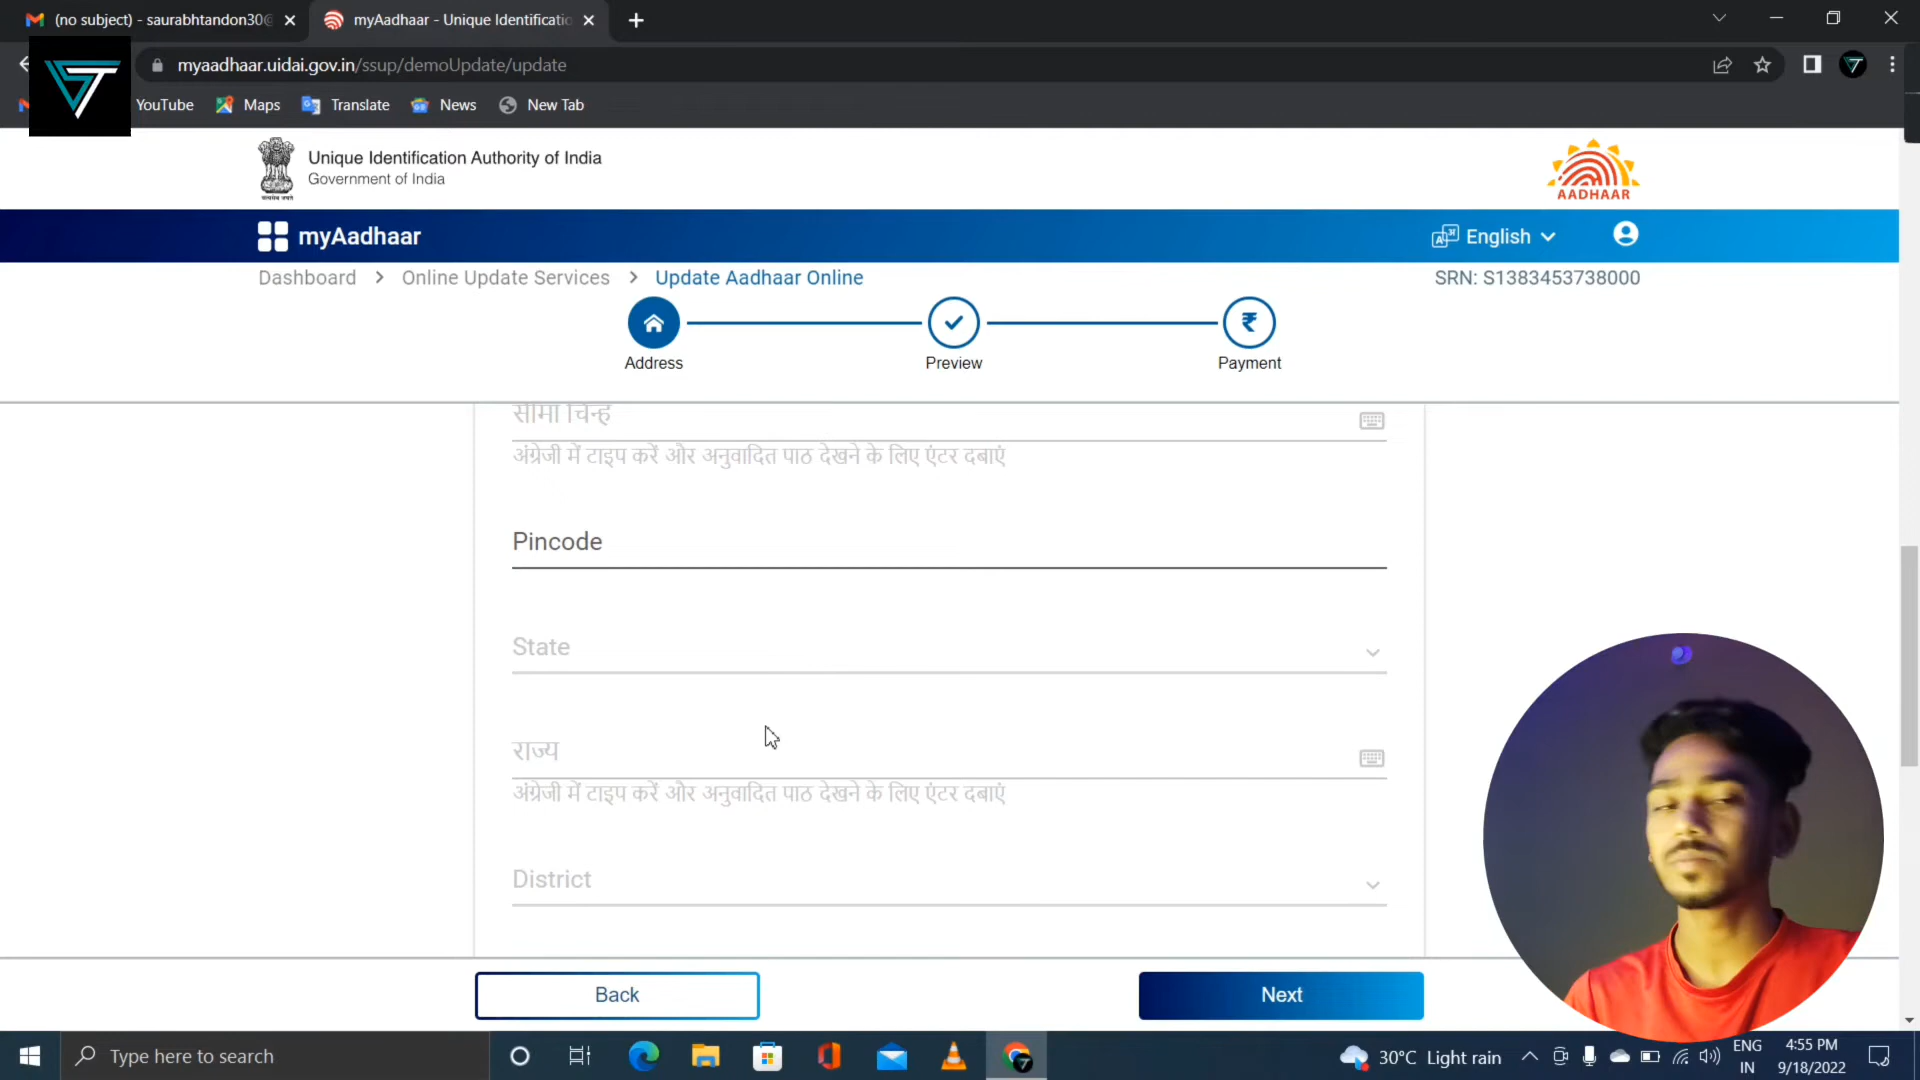 (no subject) - saurabhtandon30@
myAadhaar - Unique Identificatio
myaadhaar.uidai.gov.in/ssup/demoUpdate/update
YouTube
Maps
Translate
News
New Tab
Unique Identification Authority of India
Government of India
सत्यमेव जयते
AADHAAR
myAadhaar
English
Dashboard > Online Update Services > Update Aadhaar Online
SRN: S1383453738000
Address
Preview
Payment
सीमा चिन्ह
अंग्रेजी में टाइप करें और अनुवादित पाठ देखने के लिए एंटर दबाएं
Pincode
State
राज्य
अंग्रेजी में टाइप करें और अनुवादित पाठ देखने के लिए एंटर दबाएं
District
Back
Next
Type here to search
30°C Light rain
ENG
IN
4:55 PM
9/18/2022